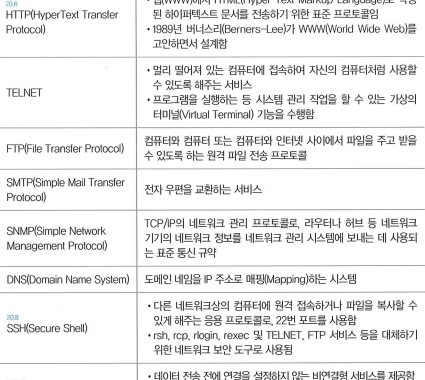 • 웹(WWW)에서 HTML(Hyper Text Markup Language)로 작성
20,6
HTTP(HyperText Transfer
Protocol)
된 하이퍼텍스트 문서를 전송하기 위한 표준 프로토콜임
• 1989년 버너스리(Berners-Lee)가 WWW(World Wide Web)를
고안하면서 설계함
TELNET
• 멀리 떨어져 있는 컴퓨터에 접속하여 자신의 컴퓨터처럼 사용할
수 있도록 해주는 서비스
• 프로그램을 실행하는 등 시스템 관리 작업을 할 수 있는 가상의
터미널(Virtual Terminal) 기능을 수행함
FTP(File Transfer Protocol)
컴퓨터와 컴퓨터 또는 컴퓨터와 인터넷 사이에서 파일을 주고 받을
수 있도록 하는 원격 파일 전송 프로토콜
SMTP(Simple Mail Transfer
Protocol)
전자 우편을 교환하는 서비스
SNMP(Simple Network
Management Protocol)
TCP/IP의 네트워크 관리 프로토콜로, 라우터나 허브 등 네트워크
기기의 네트워크 정보를 네트워크 관리 시스템에 보내는 데 사용되
는 표준 통신 규약
DNS(Domain Name System)
도메인 네임을 IP 주소로 매핑(Mapping)하는 시스템
20,8
SSH(Secure Shell)
• 다른 네트워크상의 컴퓨터에 원격 접속하거나 파일을 복사할 수
있게 해주는 응용 프로토콜로, 22번 포트를 사용함
• rsh, rcp, rlogin, rexec 및 TELNET, FTP 서비스 등을 대체하기
위한 네트워크 보안 도구로 사용됨
• 데이터 전송 전에 연결을 설정하지 않는 비연결형 서비스를 제공함